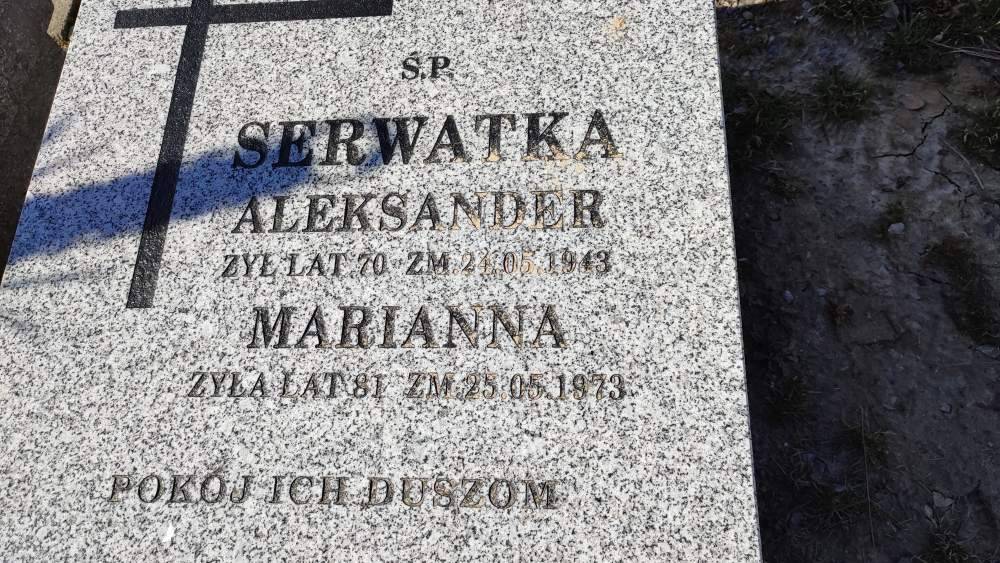 Ś.P.
SERWATKA
ALEKSANDER
ŻYŁ LAT 70 ZM.24.05.1943
MARIANNA
ŻYŁA LAT 81 ZM.25.05.1973
POKÓJ ICH DUSZOM